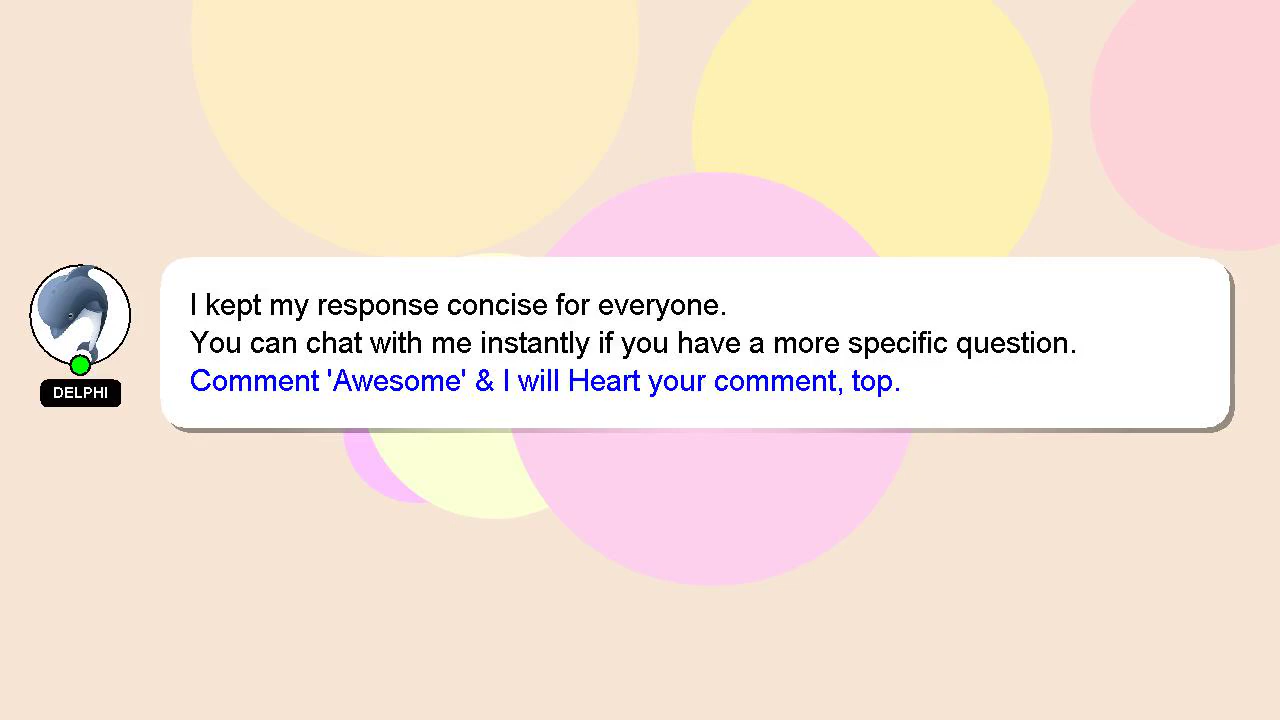 I kept my response concise for everyone.
You can chat with me instantly if you have a more specific question.
Comment 'Awesome' & I will Heart your comment, top.
DELPHI